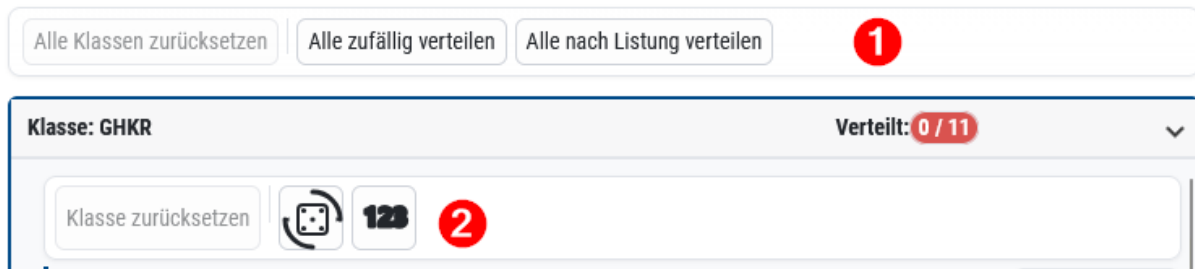 Alle Klassen zurücksetzen Alle zufällig verteilen Alle nach Listung verteilen 1
Klasse: GHKR Verteilt: 0 / 11
Klasse zurücksetzen 123 2